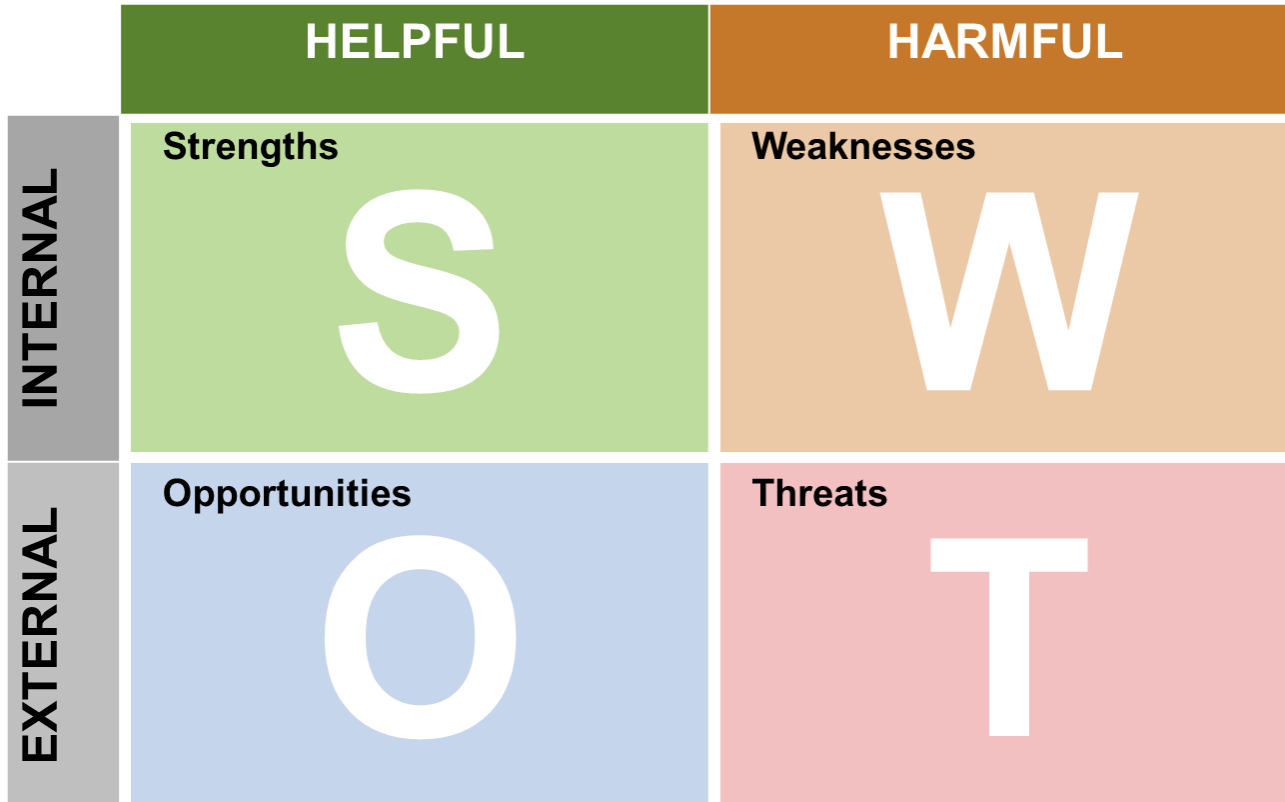 HELPFUL
HARMFUL
INTERNAL
Strengths
S
Weaknesses
W
EXTERNAL
Opportunities
O
Threats
T